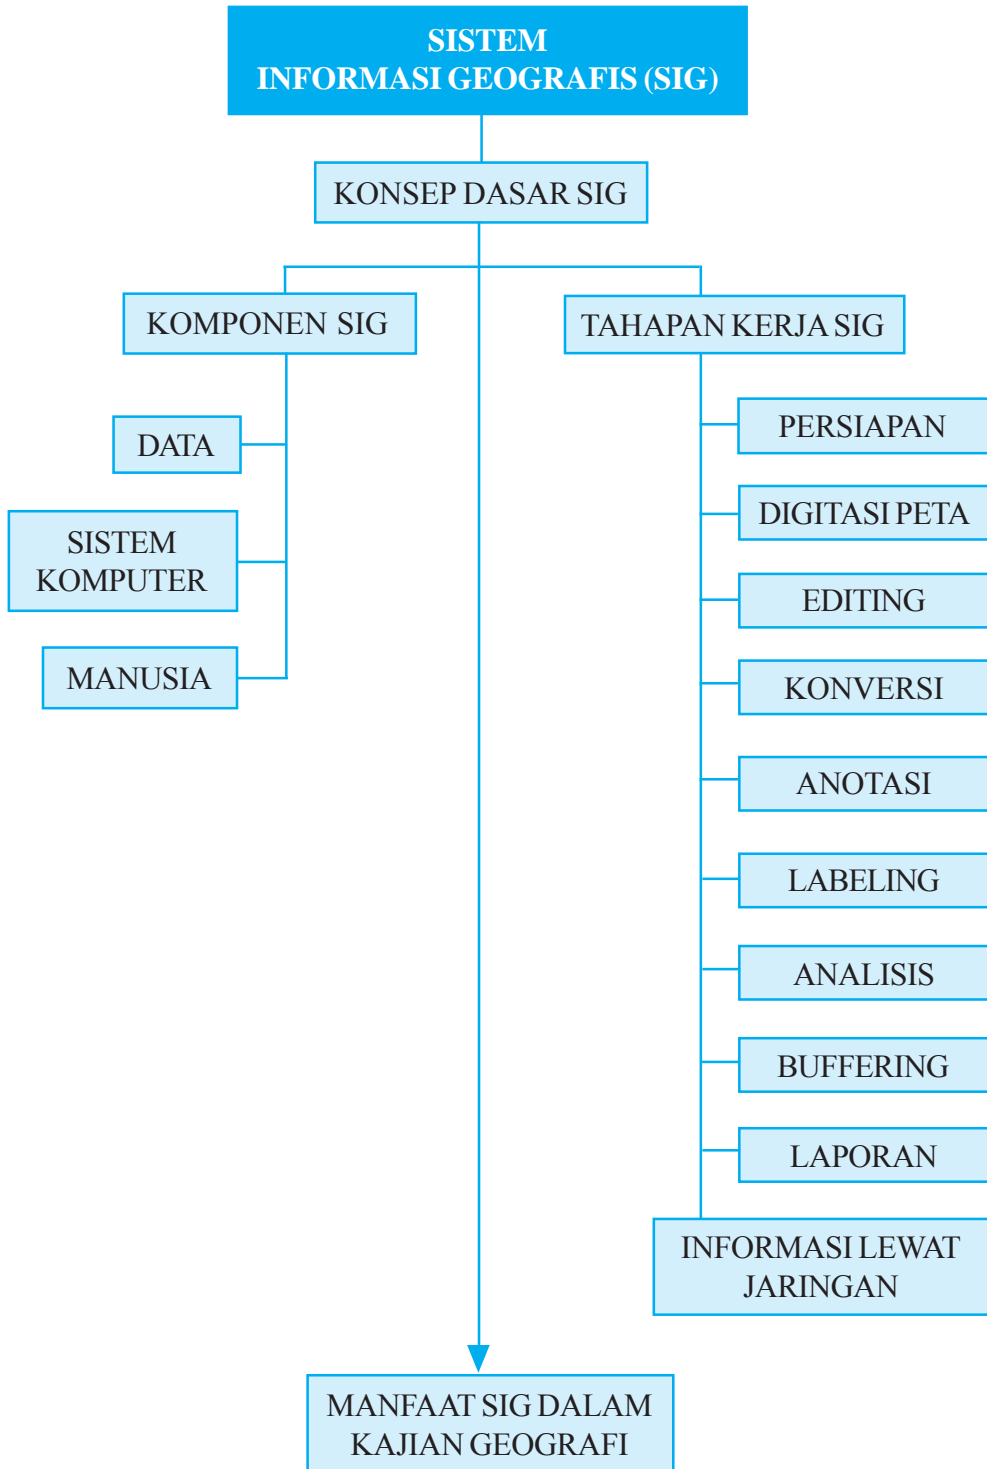 SISTEM
INFORMASI GEOGRAFIS (SIG)
KONSEP DASAR SIG
KOMPONEN SIG
DATA
SISTEM
KOMPUTER
MANUSIA
TAHAPAN KERJA SIG
PERSIAPAN
DIGITASI PETA
EDITING
KONVERSI
ANOTASI
LABELING
ANALISIS
BUFFERING
LAPORAN
INFORMASI LEWAT
JARINGAN
MANFAAT SIG DALAM
KAJIAN GEOGRAFI